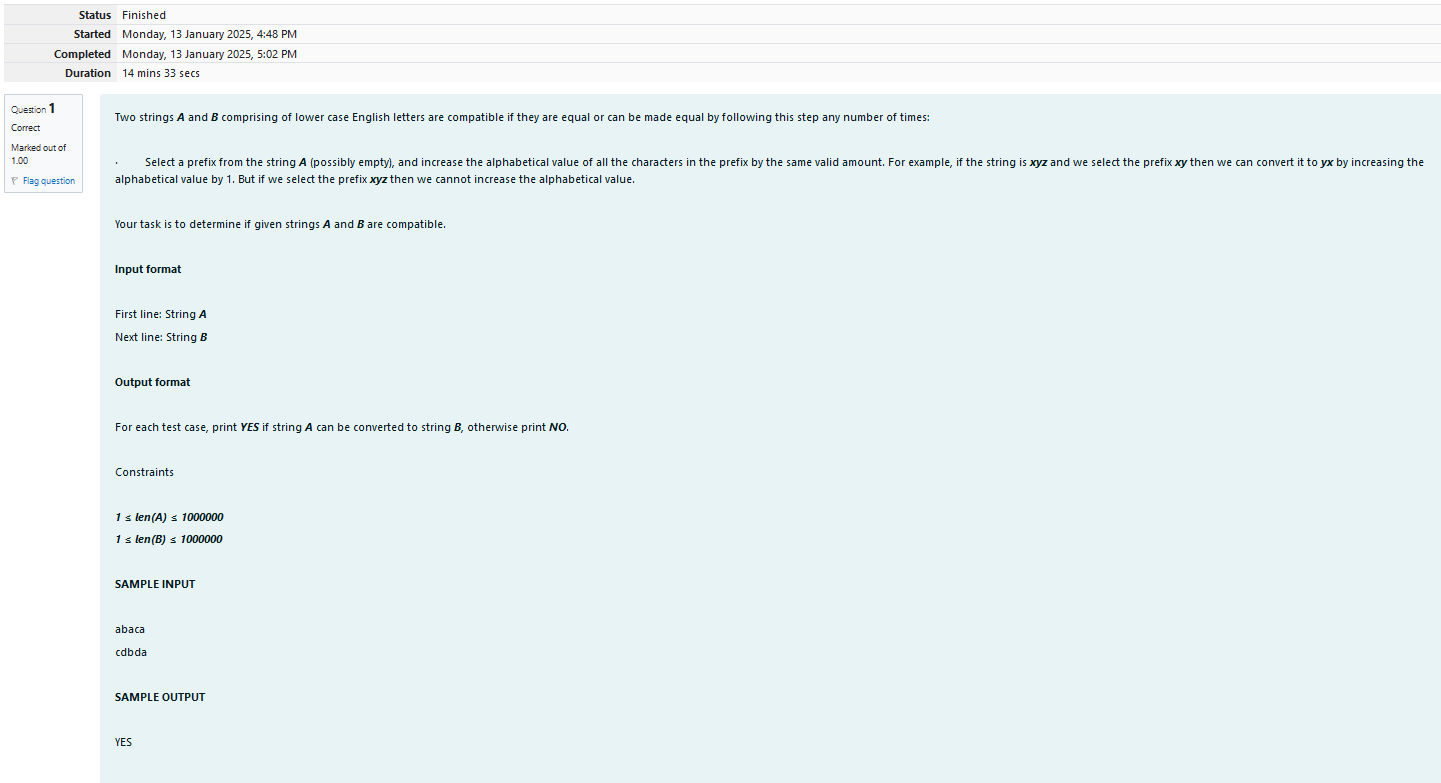 Status Finished
Started Monday, 13 January 2025, 4:48 PM
Completed Monday, 13 January 2025, 5:02 PM
Duration 14 mins 33 secs
Question 1
Correct
Marked out of
1.00
Flag question
Two strings A and B comprising of lower case English letters are compatible if they are equal or can be made equal by following this step any number of times:
· Select a prefix from the string A (possibly empty), and increase the alphabetical value of all the characters in the prefix by the same valid amount. For example, if the string is xyz and we select the prefix xy then we can convert it to yx by increasing the
alphabetical value by 1. But if we select the prefix xyz then we cannot increase the alphabetical value.
Your task is to determine if given strings A and B are compatible.
Input format
First line: String A
Next line: String B
Output format
For each test case, print YES if string A can be converted to string B, otherwise print NO.
Constraints
1 ≤ len(A) ≤ 1000000
1 ≤ len(B) ≤ 1000000
SAMPLE INPUT
abaca
cdbda
SAMPLE OUTPUT
YES